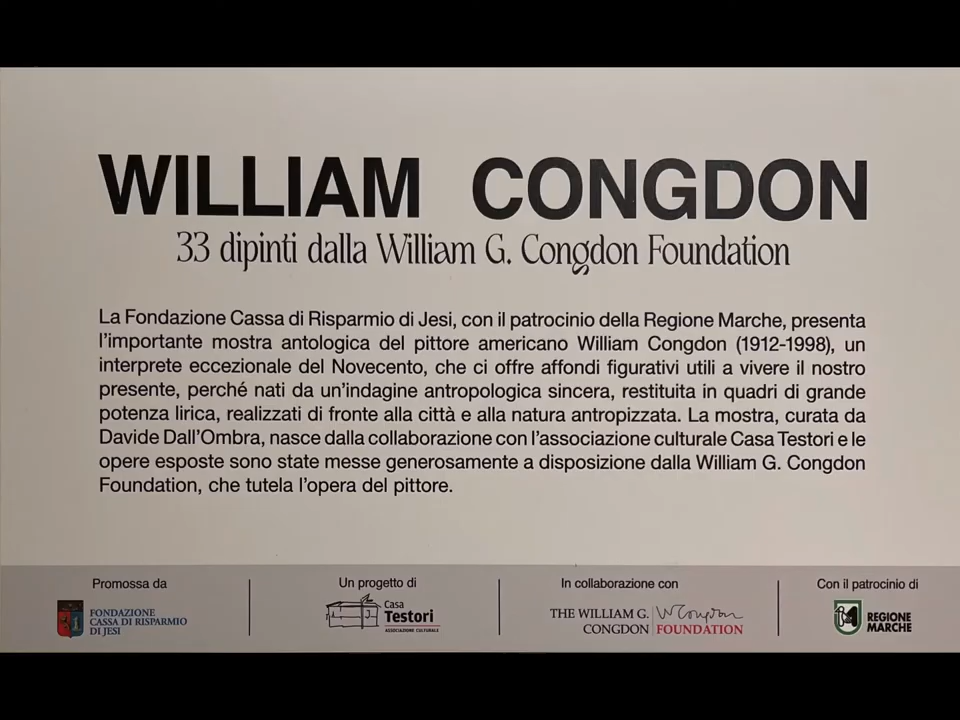 WILLIAM CONGDON
33 dipinti dalla William G. Congdon Foundation
La Fondazione Cassa di Risparmio di Jesi, con il patrocinio della Regione Marche, presenta
l'importante mostra antologica del pittore americano William Congdon (1912-1998), un
interprete eccezionale del Novecento, che ci offre affondi figurativi utili a vivere il nostro
presente, perché nati da un'indagine antropologica sincera, restituita in quadri di grande
potenza lirica, realizzati di fronte alla città e alla natura antropizzata. La mostra, curata da
Davide Dall'Ombra, nasce dalla collaborazione con l'associazione culturale Casa Testori e le
opere esposte sono state messe generosamente a disposizione dalla William G. Congdon
Foundation, che tutela l'opera del pittore.
Promossa da
FONDAZIONE
CASSA DI RISPARMIO
DI JESI
Un progetto di
Casa
Testori
ASSOCIAZIONE CULTURALE
In collaborazione con
THE WILLIAM G.
CONGDON
WCongdon
FOUNDATION
Con il patrocinio di
REGIONE
MARCHE